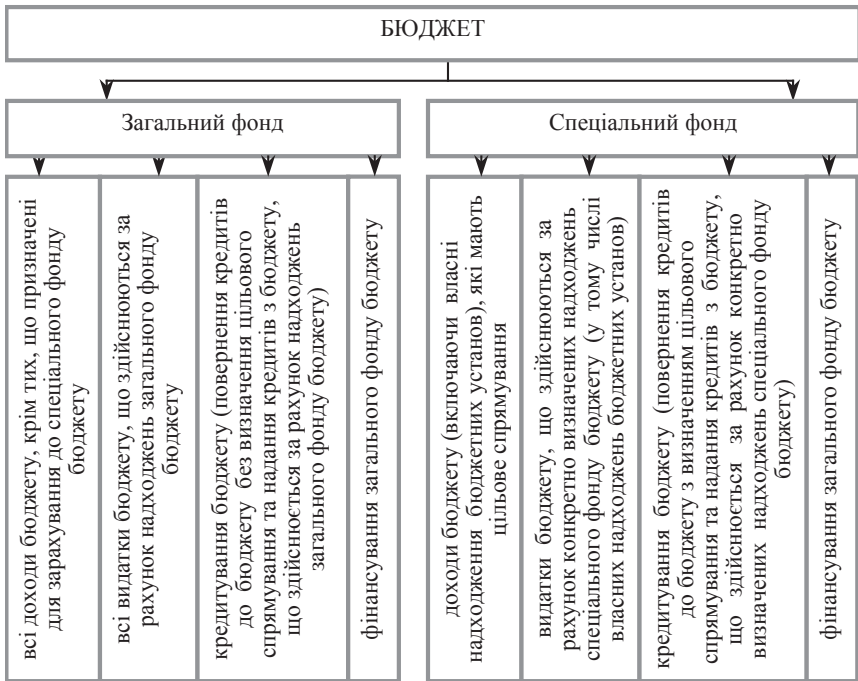 БЮДЖЕТ
Загальний фонд
Спеціальний фонд
всі доходи бюджету, крім тих, що призначені
для зарахування до спеціального фонду
бюджету
всі видатки бюджету, що здійснюються за
рахунок надходжень загального фонду
бюджету
кредитування бюджету (повернення кредитів
до бюджету без визначення цільового
спрямування та надання кредитів з бюджету,
що здійснюється за рахунок надходжень
загального фонду бюджету)
фінансування загального фонду бюджету
доходи бюджету (включаючи власні
надходження бюджетних установ), які мають
цільове спрямування
видатки бюджету, що здійснюються за
рахунок конкретно визначених надходжень
спеціального фонду бюджету (у тому числі
власних надходжень бюджетних установ)
кредитування бюджету (повернення кредитів
до бюджету з визначенням цільового
спрямування та надання кредитів з бюджету,
що здійснюється за рахунок конкретно
визначених надходжень спеціального фонду
бюджету)
фінансування загального фонду бюджету